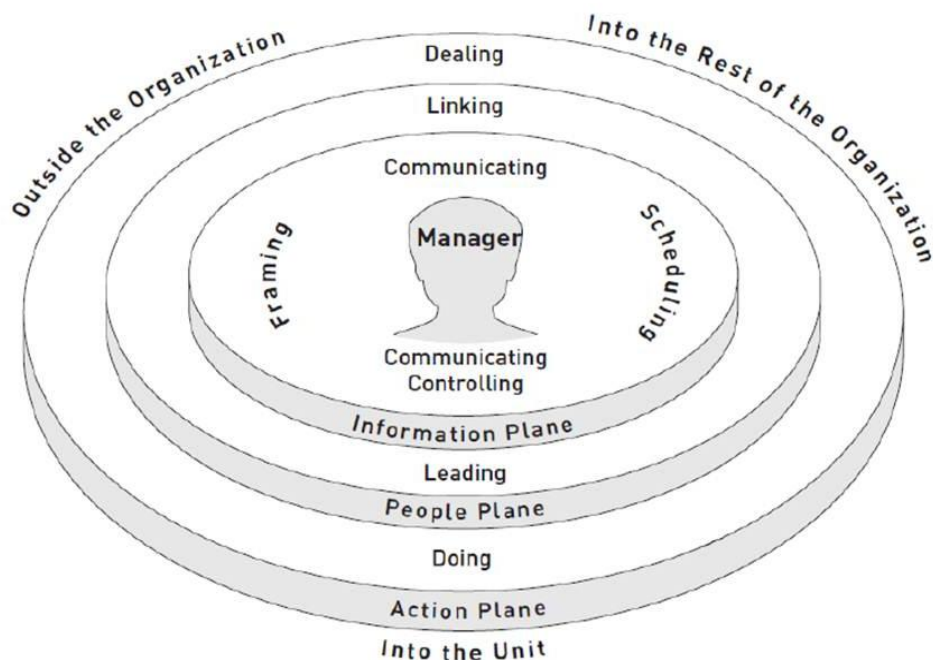 Outside the Organization
Into the Rest of the Organization
Dealing
Linking
Communicating
Framing
Manager
Scheduling
Communicating
Controlling
Information Plane
Leading
People Plane
Doing
Action Plane
Into the Unit